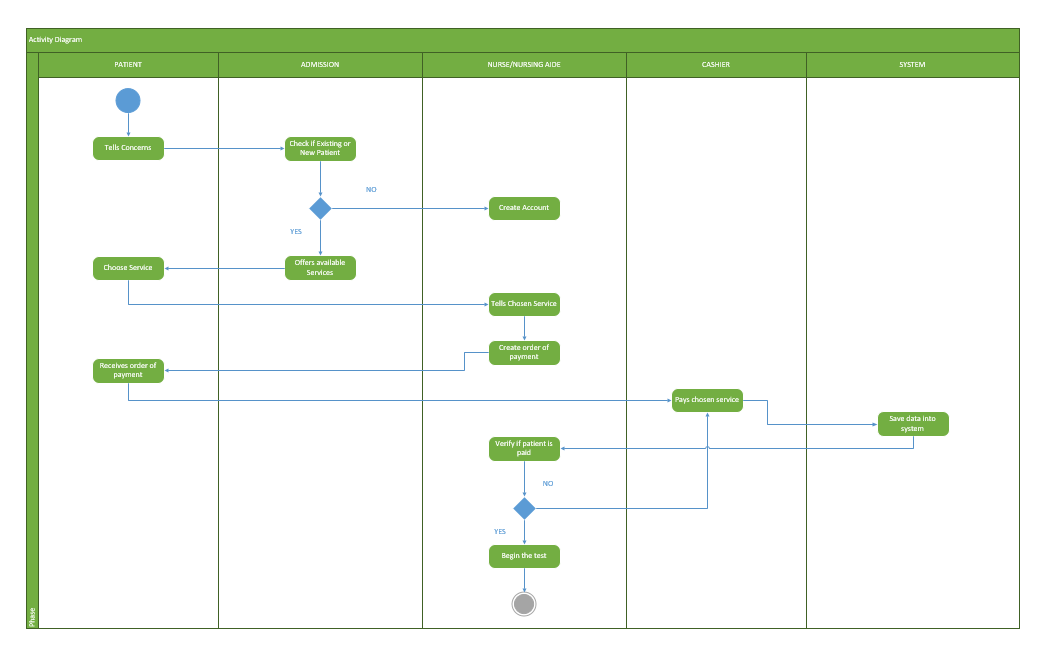 Activity Diagram
PATIENT
ADMISSION
NURSE/NURSING AIDE
CASHIER
SYSTEM
Tells Concerns
Check if Existing or
New Patient
NO
Create Account
YES
Choose Service
Offers available
Services
Tells Chosen Service
Create order of
payment
Receives order of
payment
Pays chosen service
Save data into
system
Verify if patient is
paid
NO
YES
Begin the test
Phase